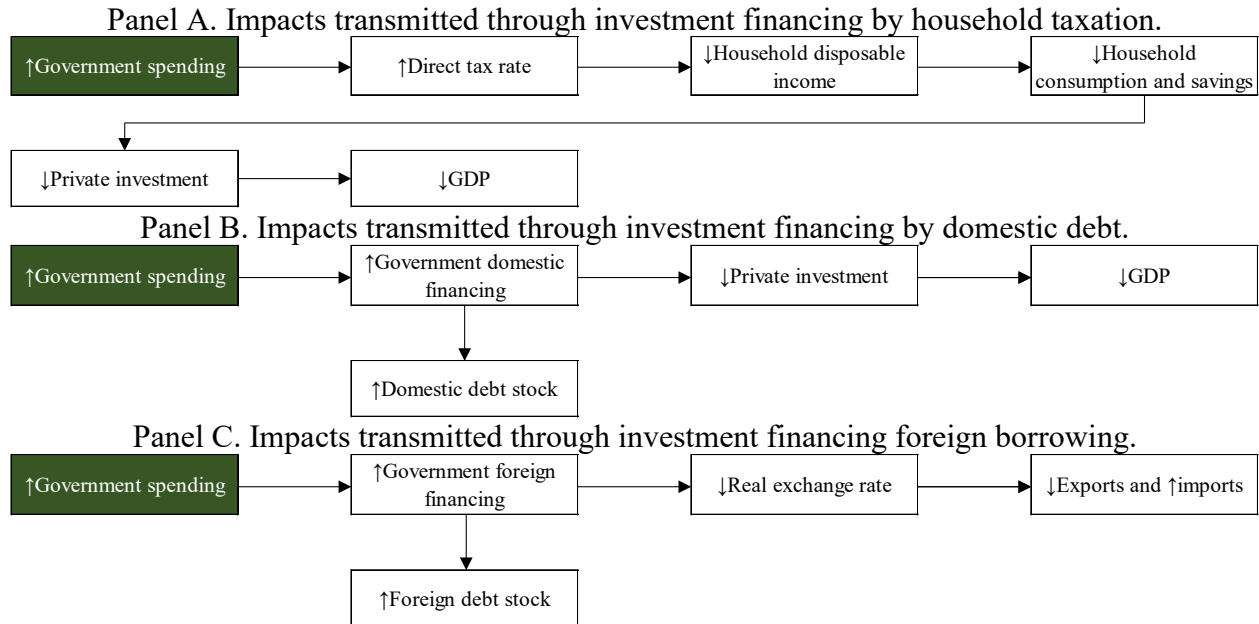 Panel A. Impacts transmitted through investment financing by household taxation.
↑Government spending
↑Direct tax rate
↓Household disposable
income
↓Household
consumption and savings
↓Private investment
↓GDP
Panel B. Impacts transmitted through investment financing by domestic debt.
↑Government spending
↑Government domestic
financing
↓Private investment
↓GDP
↑Domestic debt stock
Panel C. Impacts transmitted through investment financing foreign borrowing.
↑Government spending
↑Government foreign
financing
↓Real exchange rate
↓Exports and ↑imports
↑Foreign debt stock